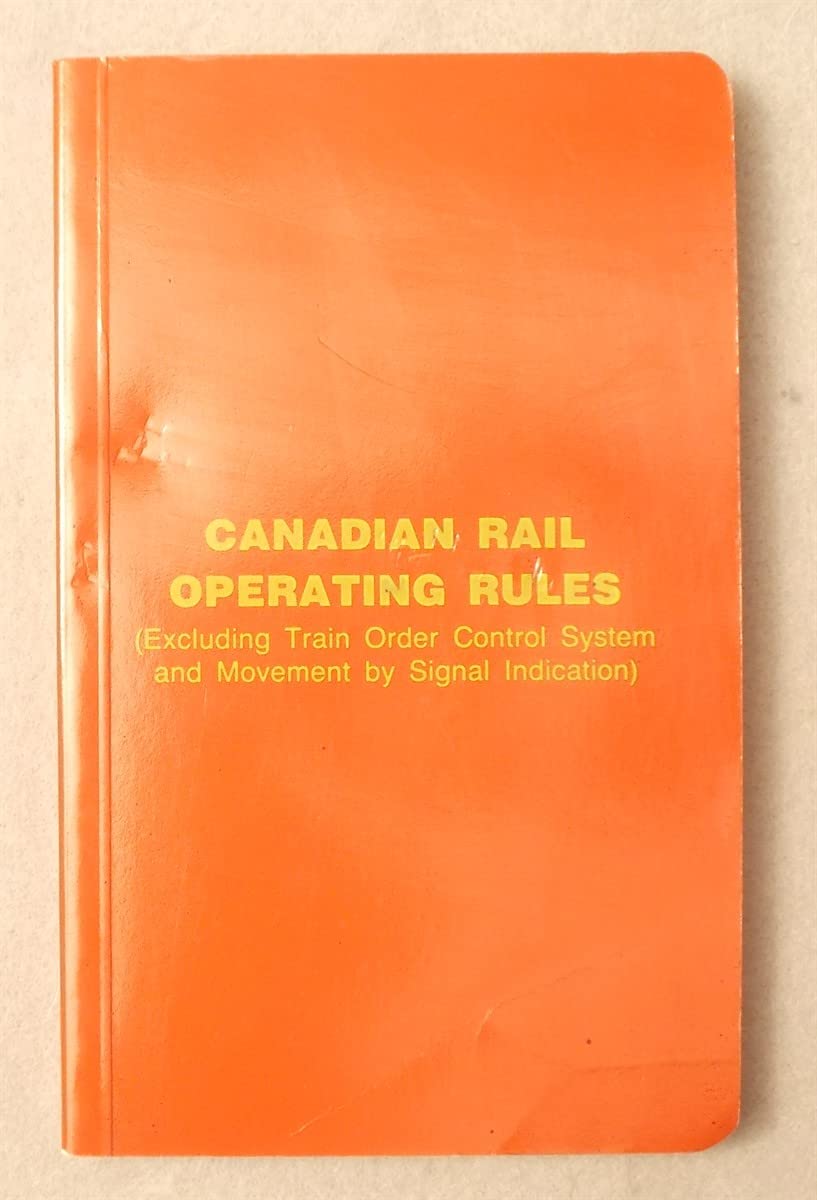 CANADIAN RAIL
OPERATING RULES
(Excluding Train Order Control System
and Movement by Signal Indication)